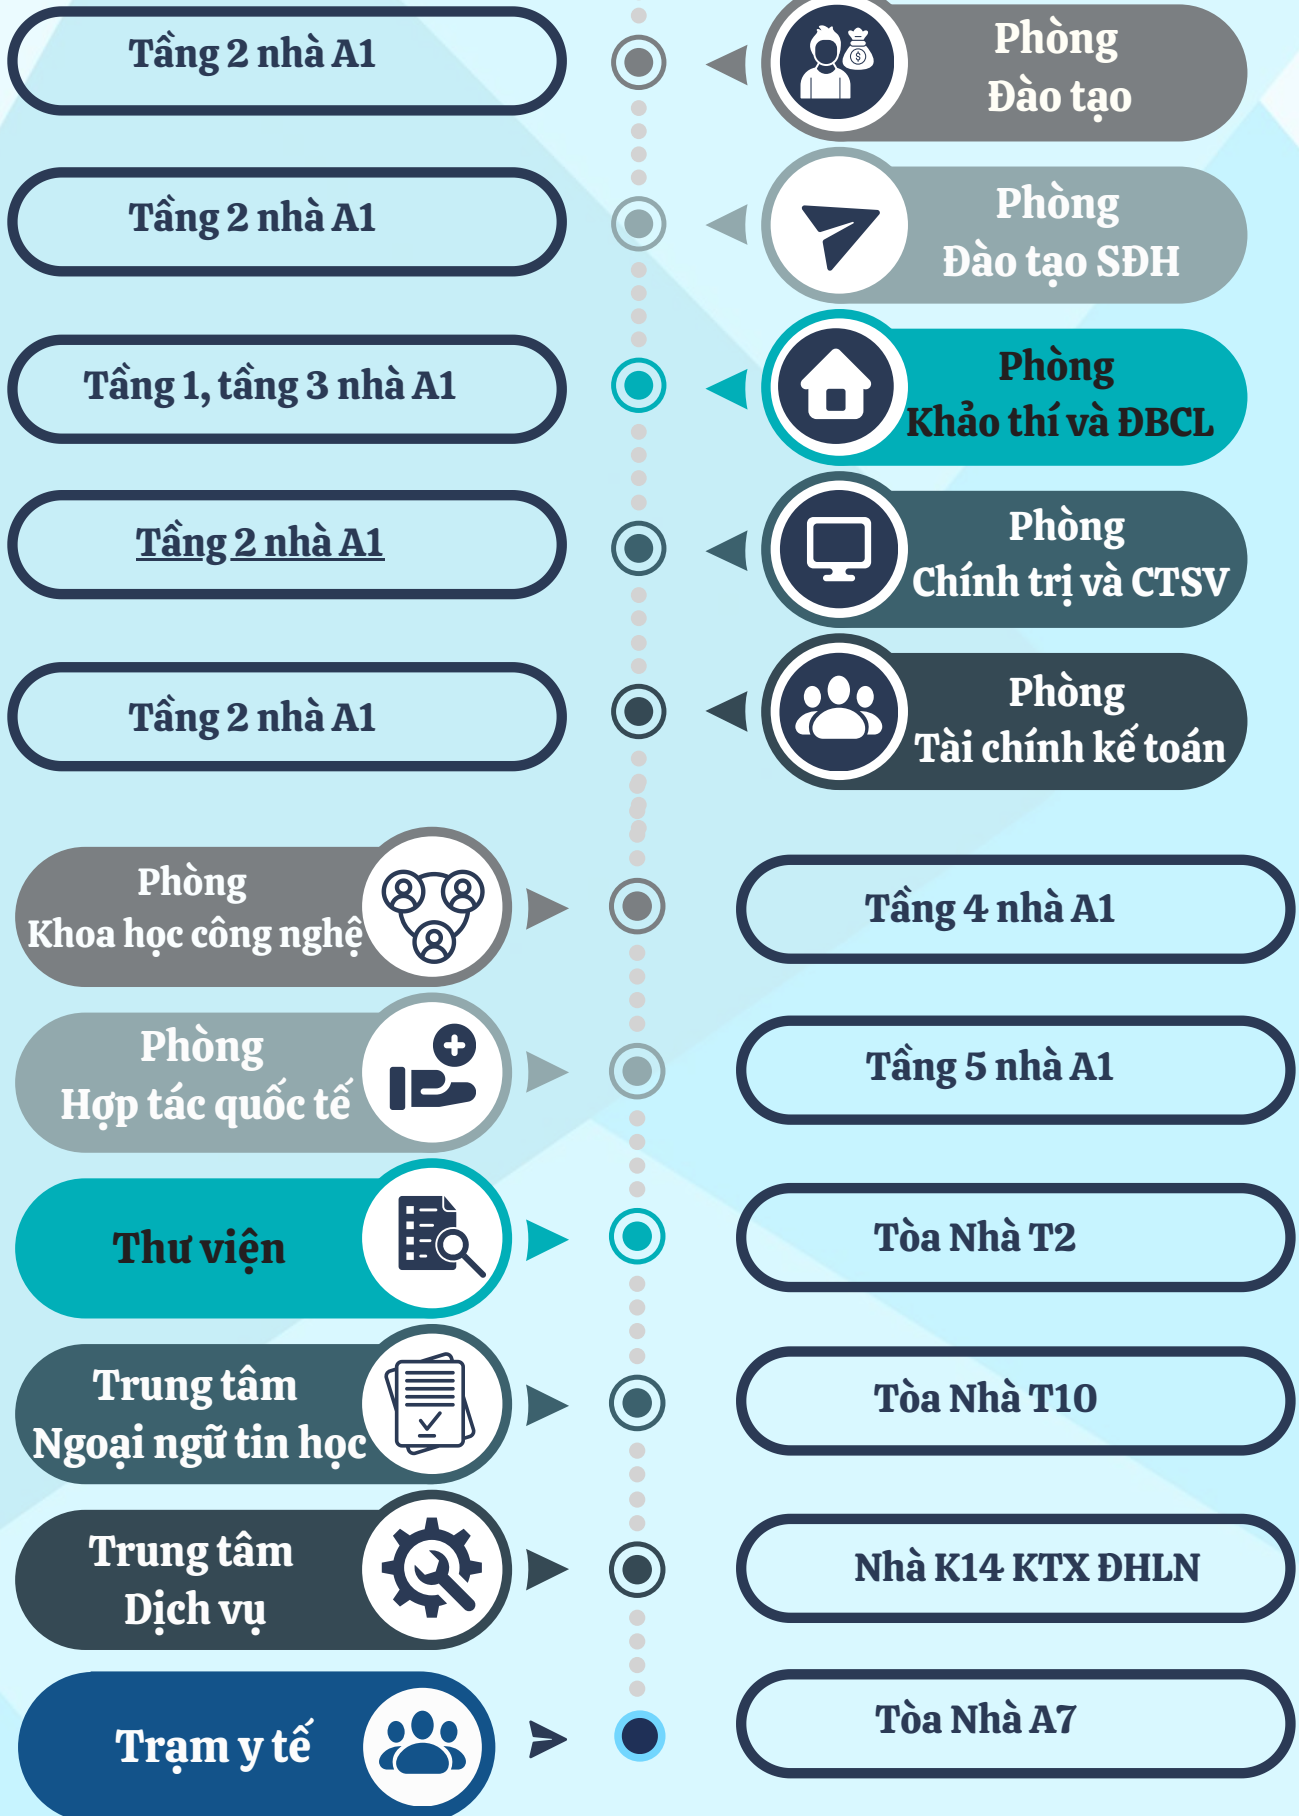 Tầng 2 nhà A1
Phòng
Đào tạo
Tầng 2 nhà A1
Phòng
Đào tạo SĐH
Tầng 1, tầng 3 nhà A1
Phòng
Khảo thí và ĐBCL
Tầng 2 nhà A1
Phòng
Chính trị và CTSV
Tầng 2 nhà A1
Phòng
Tài chính kế toán
Phòng
Khoa học công nghệ
Tầng 4 nhà A1
Phòng
Hợp tác quốc tế
Tầng 5 nhà A1
Thư viện
Tòa Nhà T2
Trung tâm
Ngoại ngữ tin học
Tòa Nhà T10
Trung tâm
Dịch vụ
Nhà K14 KTX ĐHLN
Trạm y tế
Tòa Nhà A7